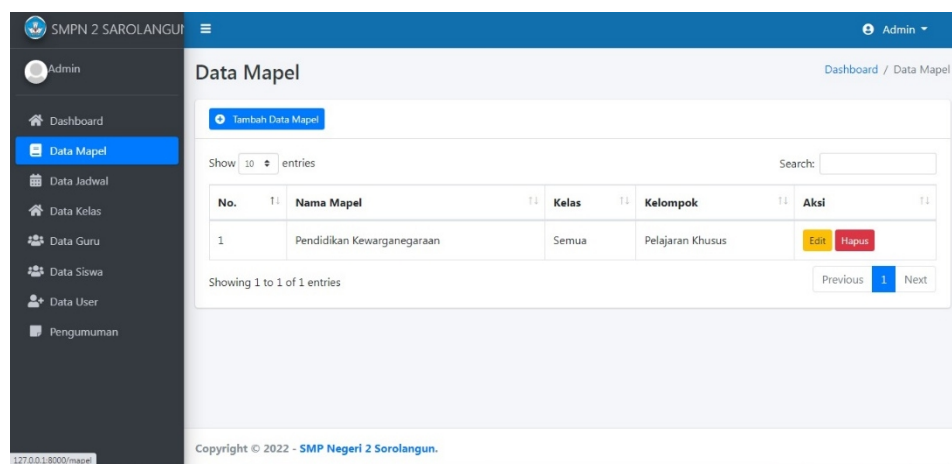 SMPN 2 SAROLANGUN
Admin
Admin
Data Mapel
Dashboard / Data Mapel
Dashboard
Data Mapel
Data Jadwal
Data Kelas
Data Guru
Data Siswa
Data User
Pengumuman
Tambah Data Mapel
Show 10 entries
Search:
No. Nama Mapel Kelas Kelompok Aksi
1 Pendidikan Kewarganegaraan Semua Pelajaran Khusus Edit Hapus
Showing 1 to 1 of 1 entries
Previous 1 Next
Copyright © 2022 - SMP Negeri 2 Sorolangun.
127.0.0.1:8000/mapel